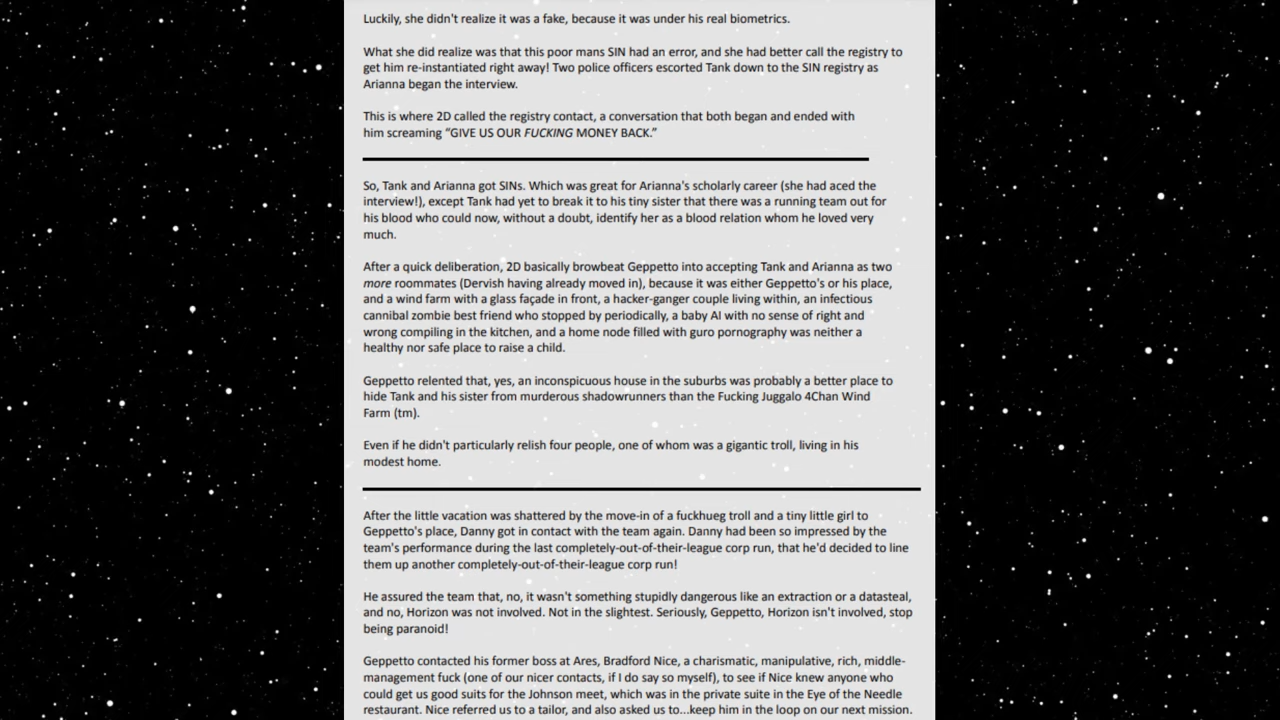 Luckily, she didn't realize it was a fake, because it was under his real biometrics.
What she did realize was that this poor mans SIN had an error, and she had better call the registry to
get him re-instantiated right away! Two police officers escorted Tank down to the SIN registry as
Arianna began the interview.
This is where 2D called the registry contact, a conversation that both began and ended with
him screaming “GIVE US OUR FUCKING MONEY BACK.”
So, Tank and Arianna got SINs. Which was great for Arianna's scholarly career (she had aced the
interview!), except Tank had yet to break it to his tiny sister that there was a running team out for
his blood who could now, without a doubt, identify her as a blood relation whom he loved very
much.
After a quick deliberation, 2D basically browbeat Geppetto into accepting Tank and Arianna as two
more roommates (Dervish having already moved in), because it was either Geppetto's or his place,
and a wind farm with a glass façade in front, a hacker-ganger couple living within, an infectious
cannibal zombie best friend who stopped by periodically, a baby AI with no sense of right and
wrong compiling in the kitchen, and a home node filled with guro pornography was neither a
healthy nor safe place to raise a child.
Geppetto relented that, yes, an inconspicuous house in the suburbs was probably a better place to
hide Tank and his sister from murderous shadowrunners than the Fucking Juggalo 4Chan Wind
Farm (tm).
Even if he didn't particularly relish four people, one of whom was a gigantic troll, living in his
modest home.
After the little vacation was shattered by the move-in of a fuckhueg troll and a tiny little girl to
Geppetto's place, Danny got in contact with the team again. Danny had been so impressed by the
team's performance during the last completely-out-of-their-league corp run, that he'd decided to line
them up another completely-out-of-their-league corp run!
He assured the team that, no, it wasn't something stupidly dangerous like an extraction or a datasteal,
and no, Horizon was not involved. Not in the slightest. Seriously, Geppetto, Horizon isn't involved, stop
being paranoid!
Geppetto contacted his former boss at Ares, Bradford Nice, a charismatic, manipulative, rich, middle-
management fuck (one of our nicer contacts, if I do say so myself), to see if Nice knew anyone who
could get us good suits for the Johnson meet, which was in the private suite in the Eye of the Needle
restaurant. Nice referred us to a tailor, and also asked us to...keep him in the loop on our next mission.